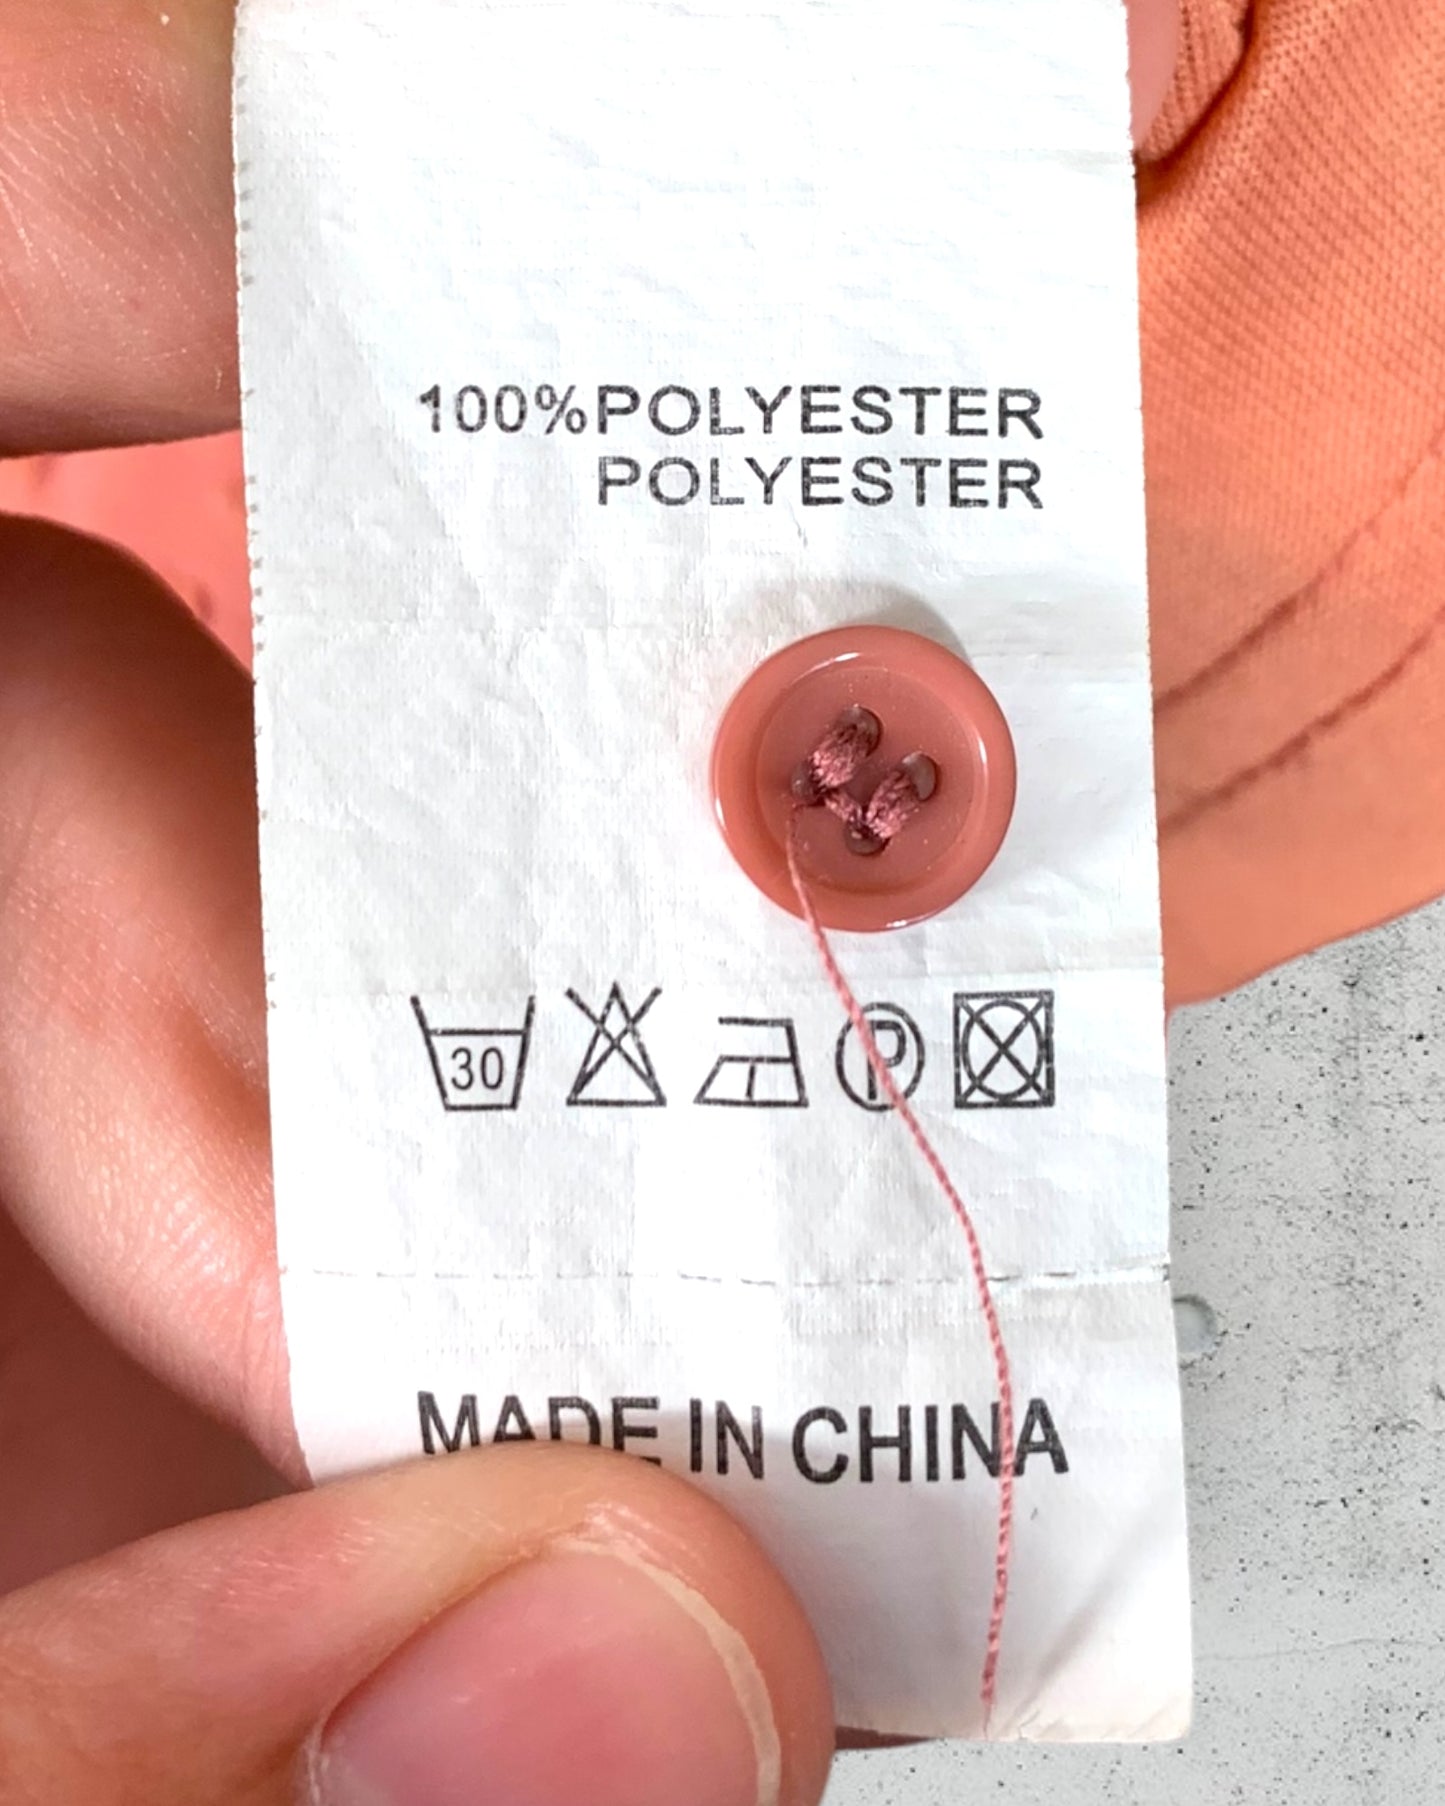 100%POLYESTER
POLYESTER
30 P
MADE IN CHINA